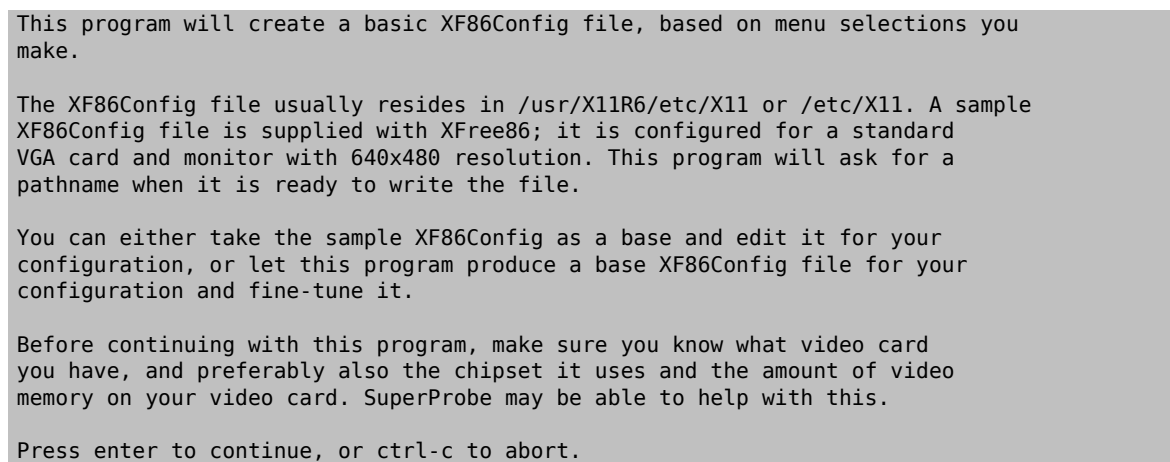 This program will create a basic XF86Config file, based on menu selections you
make.
The XF86Config file usually resides in /usr/X11R6/etc/X11 or /etc/X11. A sample
XF86Config file is supplied with XFree86; it is configured for a standard
VGA card and monitor with 640x480 resolution. This program will ask for a
pathname when it is ready to write the file.
You can either take the sample XF86Config as a base and edit it for your
configuration, or let this program produce a base XF86Config file for your
configuration and fine-tune it.
Before continuing with this program, make sure you know what video card
you have, and preferably also the chipset it uses and the amount of video
memory on your video card. SuperProbe may be able to help with this.
Press enter to continue, or ctrl-c to abort.